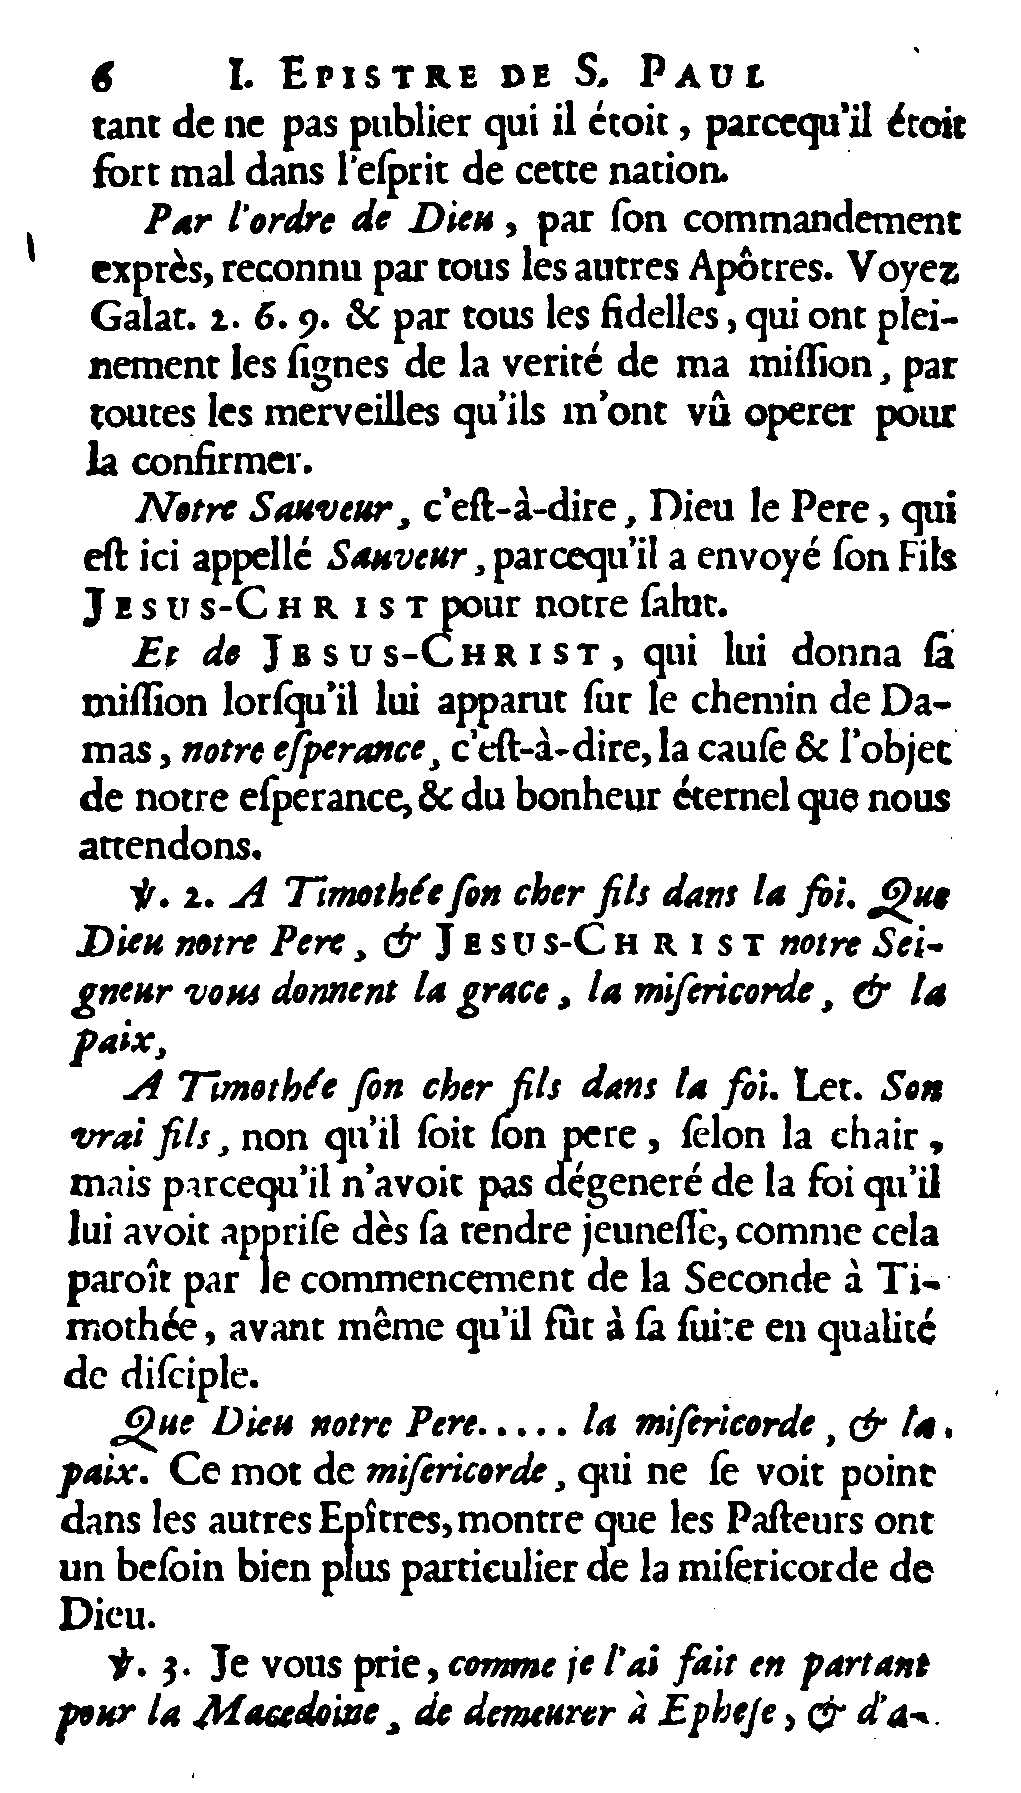 6 I. EPISTRE DE S. PAUL
tant de ne pas publier qui il étoit, parcequ'il étoit
fort mal dans l'eſprit de cette nation.
Par l'ordre de Dieu, par ſon commandement
exprès, reconnu par tous les autres Apôtres. Voyez
Galat. 2. 6. 9. & par tous les fidelles, qui ont plei-
nement les ſignes de la verité de ma miſſion, par
toutes les merveilles qu'ils m'ont vû operer pour
la confirmer.
Notre Sauveur, c'eſt-à-dire, Dieu le Pere, qui
eſt ici appellé Sauveur, parcequ'il a envoyé ſon Fils
JESUS-CHRIST pour notre ſalut.
Et de JESUS-CHRIST, qui lui donna ſa
miſſion lorſqu'il lui apparut ſur le chemin de Da-
mas, notre eſperance, c'eſt-à-dire, la cauſe & l'objet
de notre eſperance, & du bonheur éternel que nous
attendons.
℣. 2. A Timothée ſon cher fils dans la foi. Que
Dieu notre Pere, & JESUS-CHRIST notre Sei-
gneur vous donnent la grace, la miſericorde, & la
paix,
A Timothée ſon cher fils dans la foi. Let. Son
vrai fils, non qu'il ſoit ſon pere, ſelon la chair,
mais parcequ'il n'avoit pas dégeneré de la foi qu'il
lui avoit appriſe dès ſa tendre jeuneſſe, comme cela
paroît par le commencement de la Seconde à Ti-
mothée, avant même qu'il fût à ſa ſuite en qualité
de diſciple.
Que Dieu notre Pere..... la miſericorde, & la
paix. Ce mot de miſericorde, qui ne ſe voit point
dans les autres Epîtres, montre que les Paſteurs ont
un beſoin bien plus particulier de la miſericorde de
Dieu.
℣. 3. Je vous prie, comme je l'ai fait en partant
pour la Macedoine, de demeurer à Epheſe, & d'a-